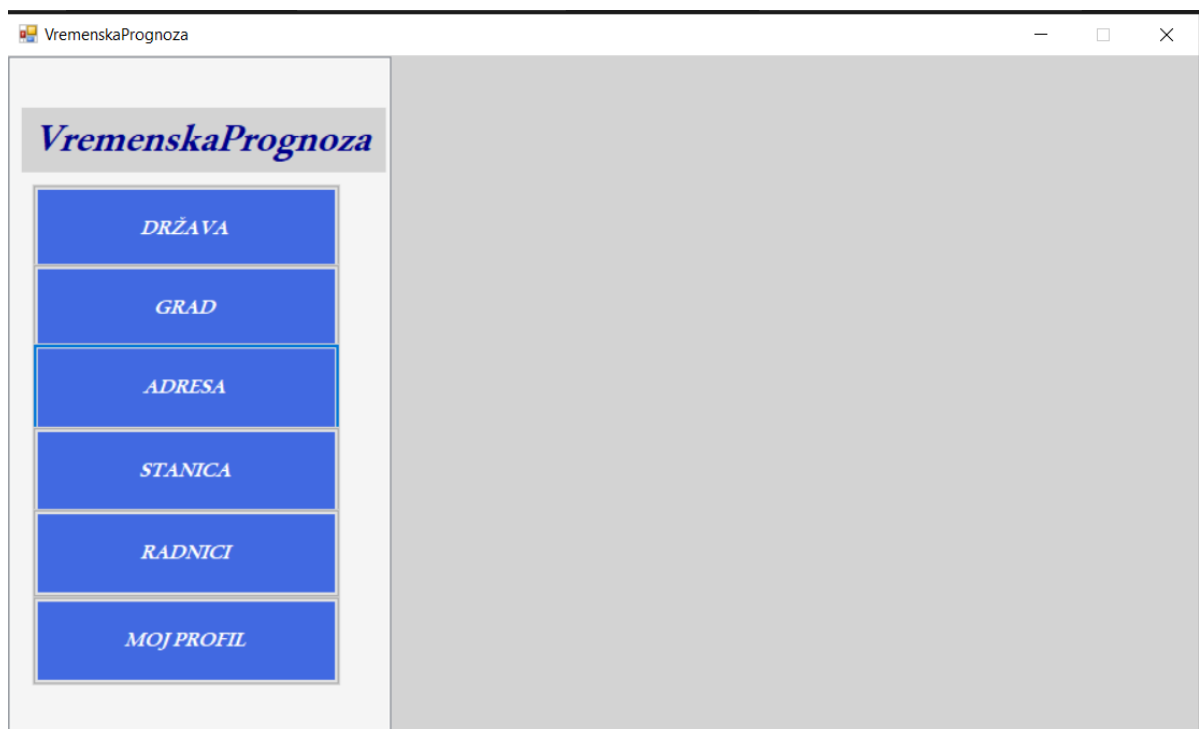 VremenskaPrognoza
VremenskaPrognoza
DRŽAVA
GRAD
ADRESA
STANICA
RADNICI
MOJ PROFIL